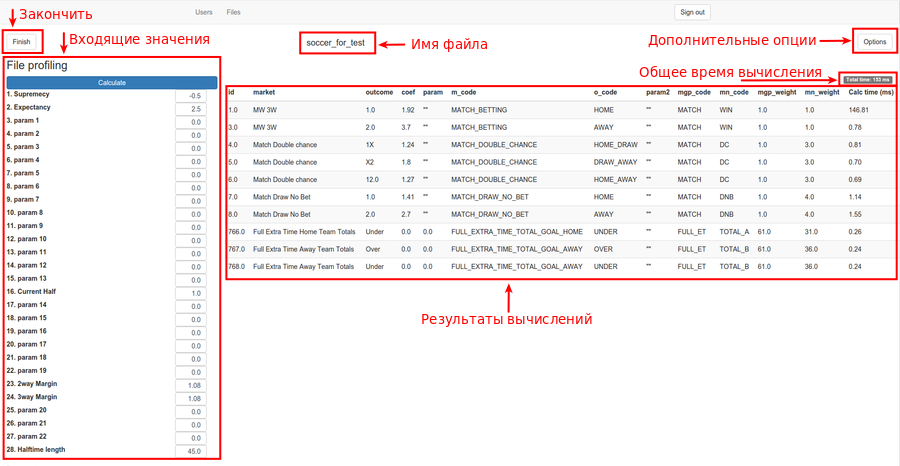 Закончить
Users Files Sign out
Finish
Входящие значения
soccer_for_test
Имя файла
Дополнительные опции
Options
File profiling
Общее время вычисления
Total time: 153 ms
Calculate
1. Supremecy -0.5
2. Expectancy 2.5
3. param 1 0.0
4. param 2 0.0
5. param 3 0.0
6. param 4 0.0
7. param 5 0.0
8. param 6 0.0
9. param 7 0.0
10. param 8 0.0
11. param 9 0.0
12. param 10 0.0
13. param 11 0.0
14. param 12 0.0
15. param 13 0.0
16. Current Half 1.0
17. param 14 0.0
18. param 15 0.0
19. param 16 0.0
20. param 17 0.0
21. param 18 0.0
22. param 19 0.0
23. 2way Margin 1.08
24. 3way Margin 1.08
25. param 20 0.0
26. param 21 0.0
27. param 22 0.0
28. Halftime length 45.0
id market outcome coef param m_code o_code param2 mgp_code mn_code mgp_weight mn_weight Calc time (ms)
1.0 MW 3W 1.0 1.92 "" MATCH_BETTING HOME "" MATCH WIN 1.0 1.0 146.81
3.0 MW 3W 2.0 3.7 "" MATCH_BETTING AWAY "" MATCH WIN 1.0 1.0 0.78
4.0 Match Double chance 1X 1.24 "" MATCH_DOUBLE_CHANCE HOME_DRAW "" MATCH DC 1.0 3.0 0.81
5.0 Match Double chance X2 1.8 "" MATCH_DOUBLE_CHANCE DRAW_AWAY "" MATCH DC 1.0 3.0 0.70
6.0 Match Double chance 12.0 1.27 "" MATCH_DOUBLE_CHANCE HOME_AWAY "" MATCH DC 1.0 3.0 0.69
7.0 Match Draw No Bet 1.0 1.41 "" MATCH_DRAW_NO_BET HOME "" MATCH DNB 1.0 4.0 1.14
8.0 Match Draw No Bet 2.0 2.7 "" MATCH_DRAW_NO_BET AWAY "" MATCH DNB 1.0 4.0 1.55
766.0 Full Extra Time Home Team Totals Under 0.0 0.0 FULL_EXTRA_TIME_TOTAL_GOAL_HOME UNDER "" FULL_ET TOTAL_A 61.0 31.0 0.26
767.0 Full Extra Time Away Team Totals Over 0.0 0.0 FULL_EXTRA_TIME_TOTAL_GOAL_AWAY OVER "" FULL_ET TOTAL_B 61.0 36.0 0.24
768.0 Full Extra Time Away Team Totals Under 0.0 0.0 FULL_EXTRA_TIME_TOTAL_GOAL_AWAY UNDER "" FULL_ET TOTAL_B 61.0 36.0 0.24
Результаты вычислений